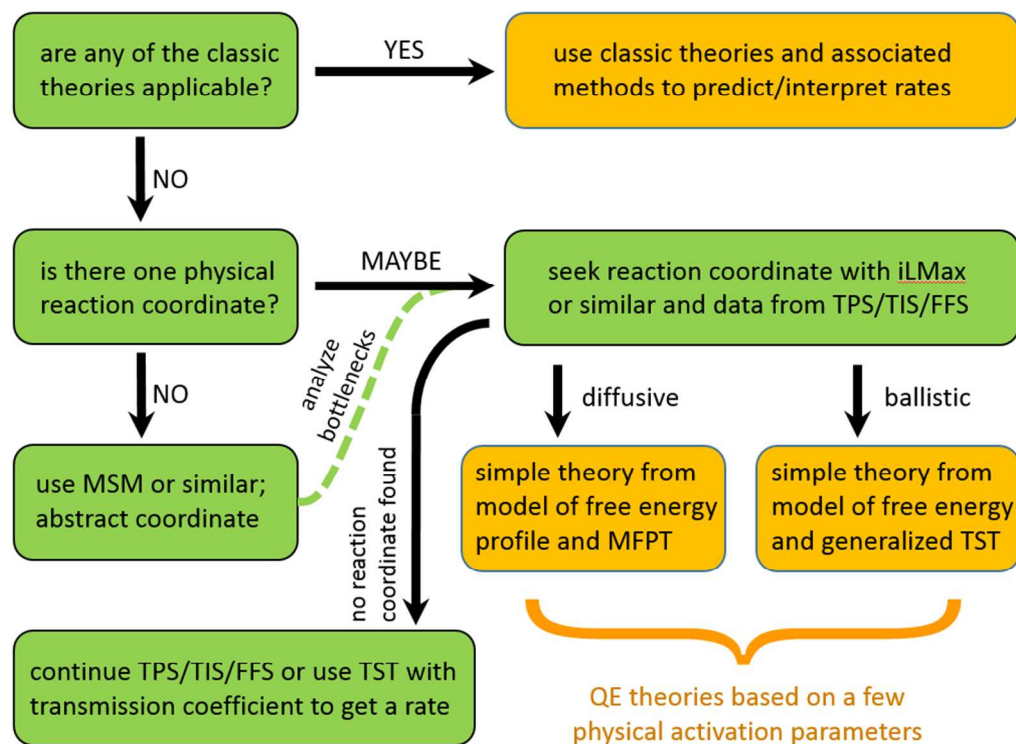 are any of the classic
theories applicable?
YES
use classic theories and associated
methods to predict/interpret rates
NO
is there one physical
reaction coordinate?
MAYBE
seek reaction coordinate with iLMax
or similar and data from TPS/TIS/FFS
analyze
bottlenecks
NO
diffusive
ballistic
use MSM or similar;
abstract coordinate
no reaction
coordinate found
simple theory from
model of free energy
profile and MFPT
simple theory from
model of free energy
and generalized TST
continue TPS/TIS/FFS or use TST with
transmission coefficient to get a rate
QE theories based on a few
physical activation parameters